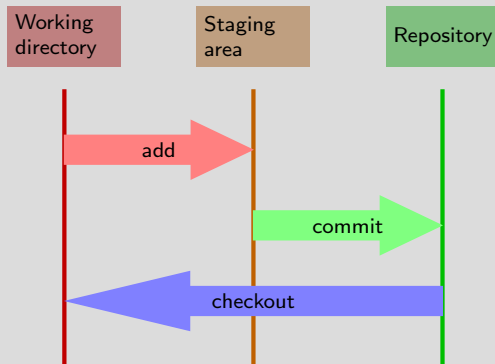 Working
directory
Staging
area
Repository
add
commit
checkout